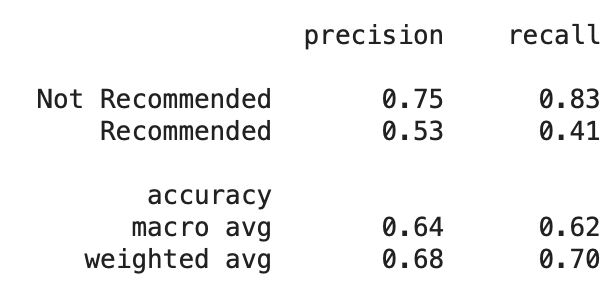 precision recall
Not Recommended 0.75 0.83
Recommended 0.53 0.41
accuracy
macro avg 0.64 0.62
weighted avg 0.68 0.70